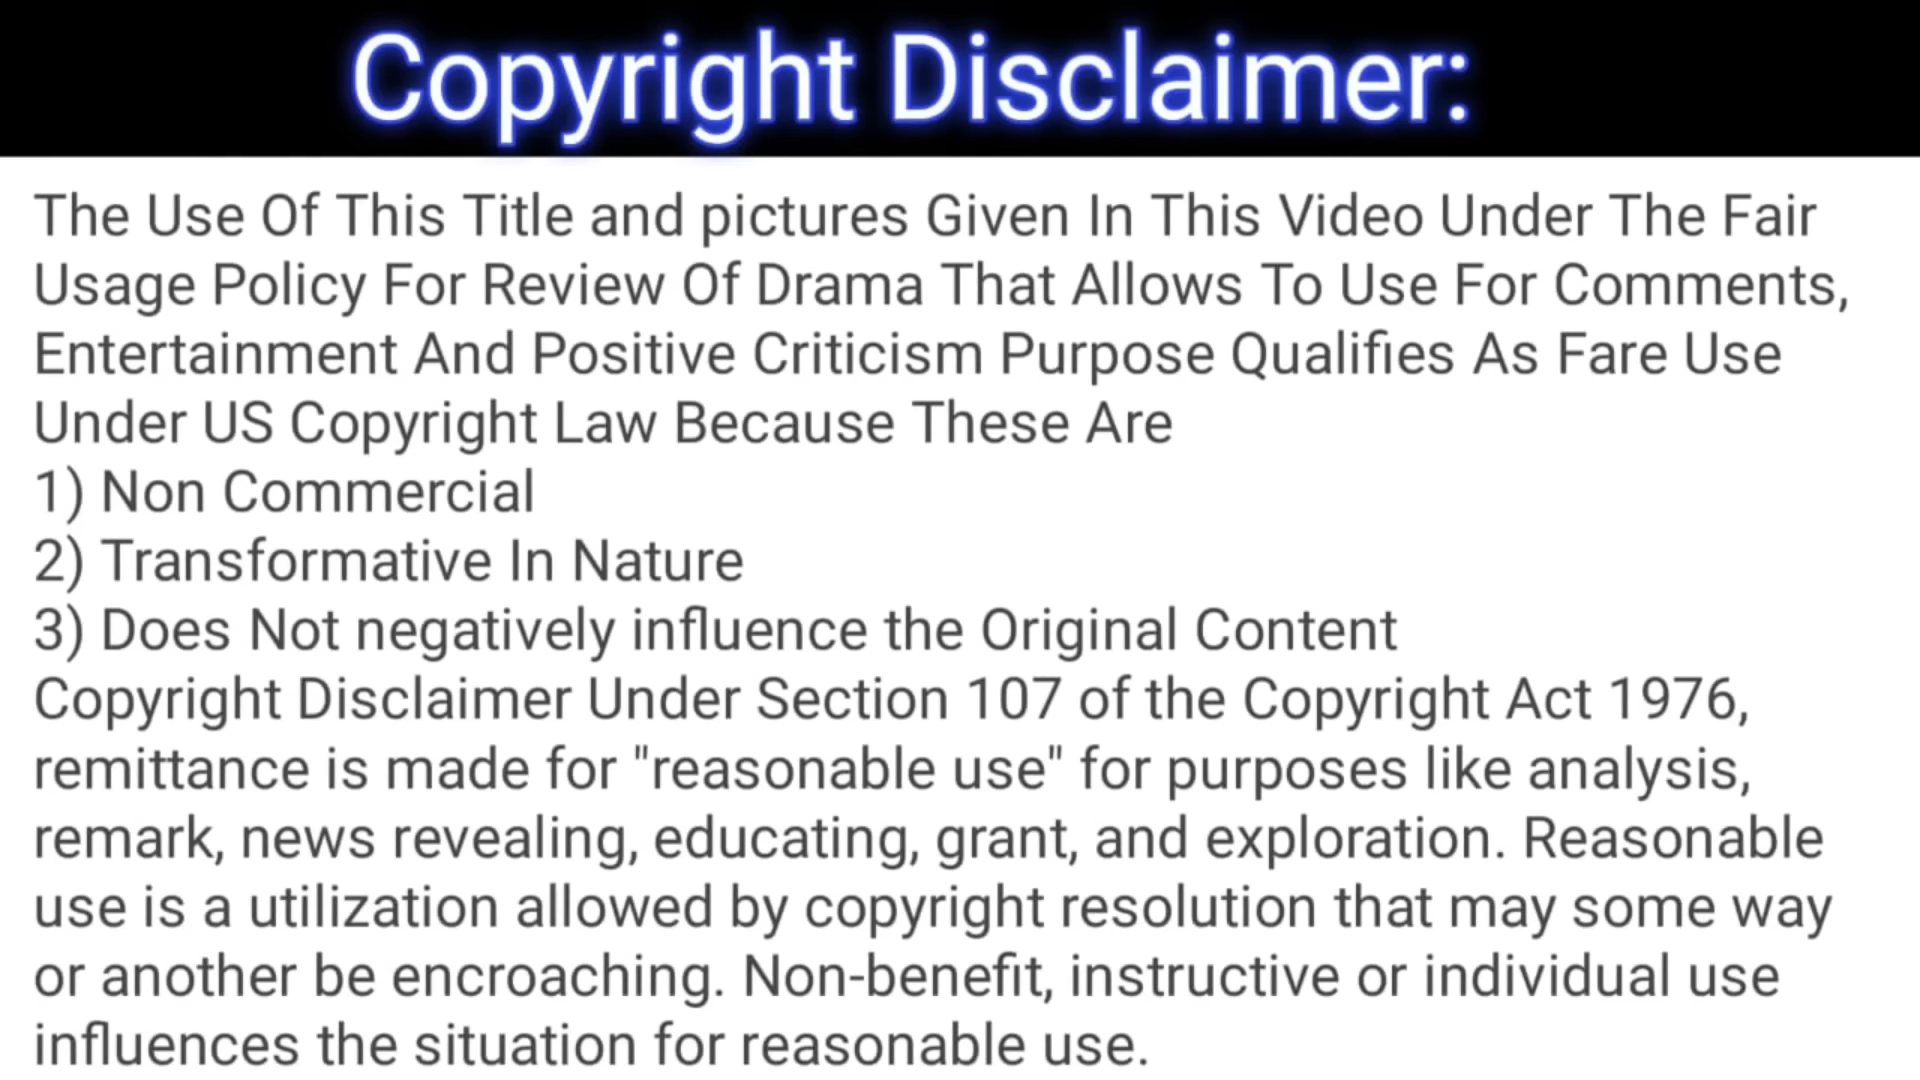 Copyright Disclaimer:
The Use Of This Title and pictures Given In This Video Under The Fair
Usage Policy For Review Of Drama That Allows To Use For Comments,
Entertainment And Positive Criticism Purpose Qualifies As Fare Use
Under US Copyright Law Because These Are
1) Non Commercial
2) Transformative In Nature
3) Does Not negatively influence the Original Content
Copyright Disclaimer Under Section 107 of the Copyright Act 1976,
remittance is made for "reasonable use" for purposes like analysis,
remark, news revealing, educating, grant, and exploration. Reasonable
use is a utilization allowed by copyright resolution that may some way
or another be encroaching. Non-benefit, instructive or individual use
influences the situation for reasonable use.